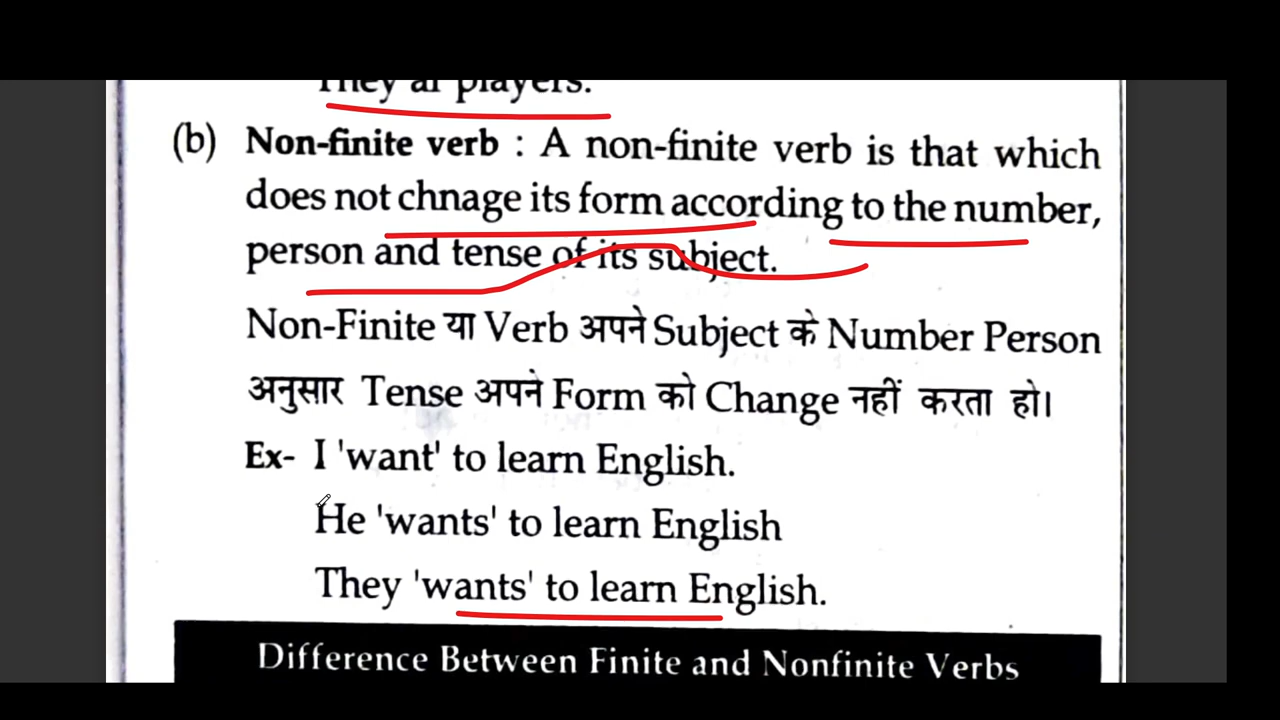 They ar players.
(b) Non-finite verb : A non-finite verb is that which
does not chnage its form according to the number,
person and tense of its subject.
Non-Finite या Verb अपने Subject के Number Person
अनुसार Tense अपने Form को Change नहीं करता हो।
Ex- I 'want' to learn English.
He 'wants' to learn English
They 'wants' to learn English.
Difference Between Finite and Nonfinite Verbs